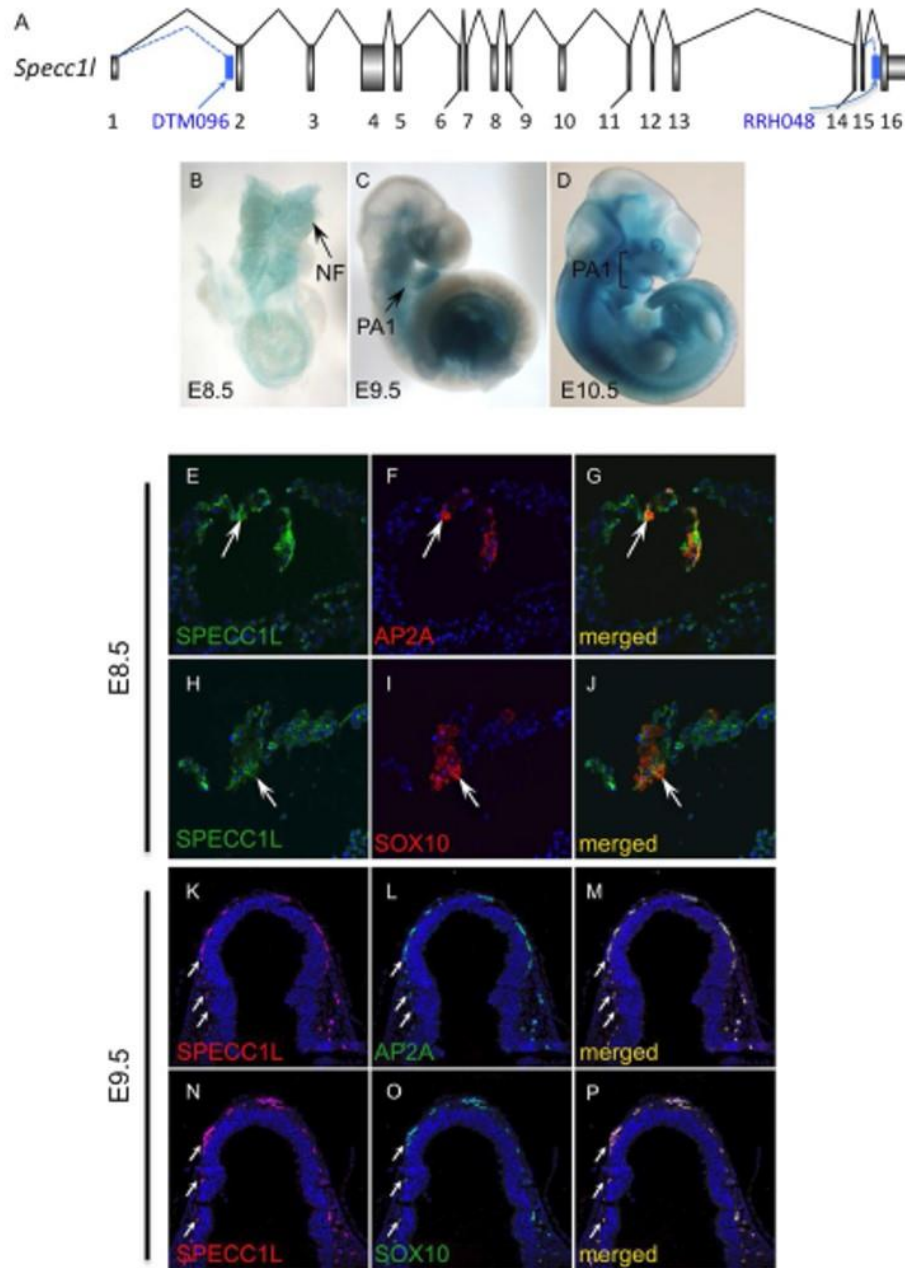 A
Specc1l
1 DTM096 2 3 4 5 6 7 8 9 10 11 12 13 RRH048 14 15 16
B NF E8.5
C PA1 E9.5
D PA1 E10.5
E8.5
E SPECC1L
F AP2A
G merged
H SPECC1L
I SOX10
J merged
E9.5
K SPECC1L
L AP2A
M merged
N SPECC1L
O SOX10
P merged